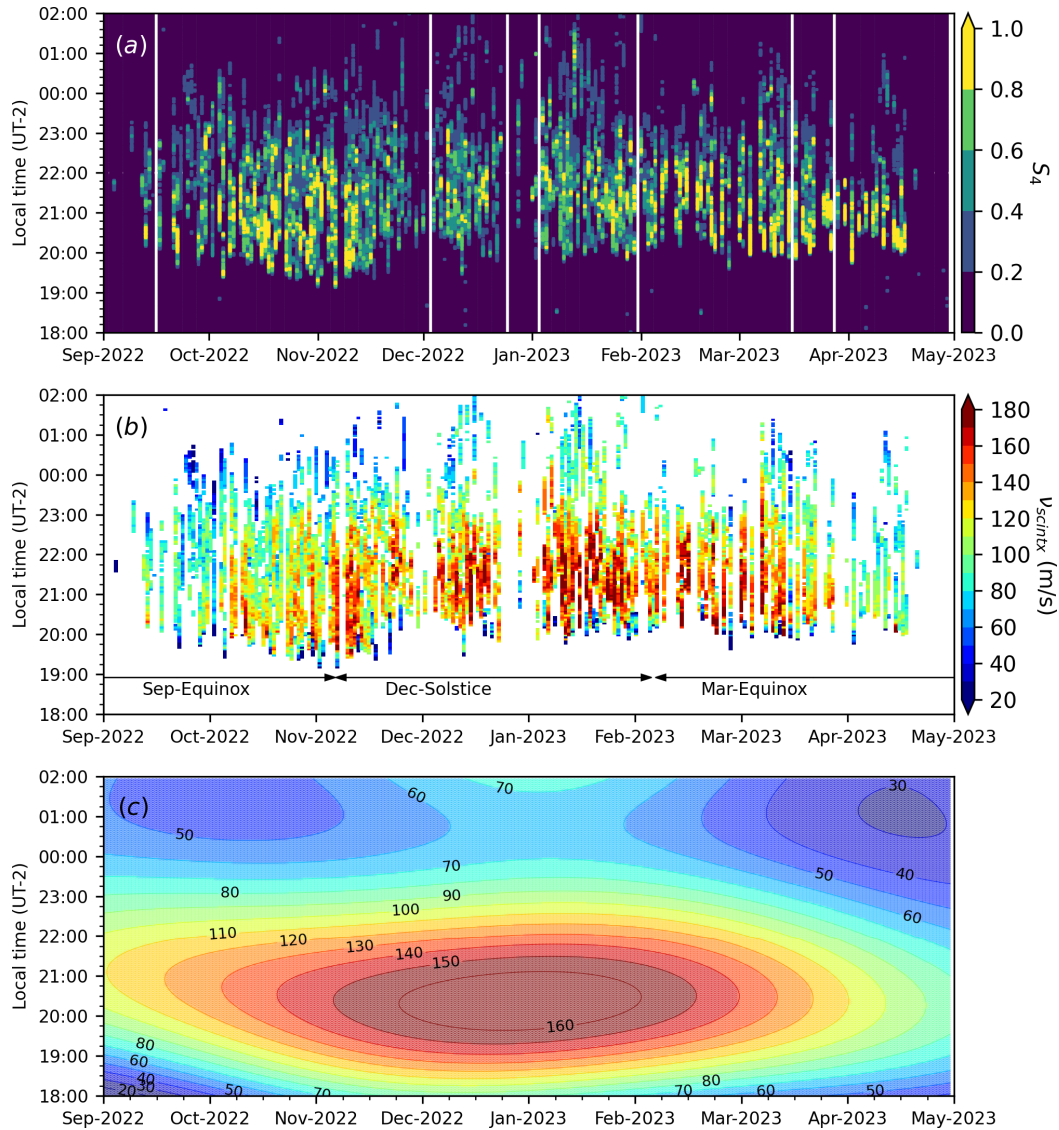 (a)
Local time (UT-2)
02:00
01:00
00:00
23:00
22:00
21:00
20:00
19:00
18:00
Sep-2022 Oct-2022 Nov-2022 Dec-2022 Jan-2023 Feb-2023 Mar-2023 Apr-2023 May-2023
1.0
0.8
0.6
0.4
0.2
0.0
S4
(b)
Local time (UT-2)
02:00
01:00
00:00
23:00
22:00
21:00
20:00
19:00
18:00
Sep-Equinox Dec-Solstice Mar-Equinox
Sep-2022 Oct-2022 Nov-2022 Dec-2022 Jan-2023 Feb-2023 Mar-2023 Apr-2023 May-2023
180
160
140
120
100
80
60
40
20
vscintx (m/s)
(c)
Local time (UT-2)
02:00
01:00
00:00
23:00
22:00
21:00
20:00
19:00
18:00
60 70 30
50
70 50 40
80 90 60
100
110 120 130 140 150
160
80
60
40
30
20 50 70 70 80 60 50
Sep-2022 Oct-2022 Nov-2022 Dec-2022 Jan-2023 Feb-2023 Mar-2023 Apr-2023 May-2023